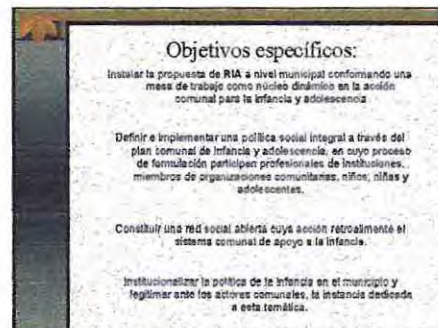 Objetivos específicos:
Instalar la propuesta de RIA a nivel municipal conformando una
mesa de trabajo como núcleo dinámico en la acción
comunal para la infancia y adolescencia
Definir e implementar una política social integral a través del
plan comunal de infancia y adolescencia, en cuyo proceso
de formulación participen profesionales de instituciones,
miembros de organizaciones comunitarias, niños, niñas y
adolescentes.
Constituir una red social abierta cuya acción retroalimente el
sistema comunal de apoyo a la infancia.
Institucionalizar la política de la infancia en el municipio y
legitimar ante los actores comunales, la instancia dedicada
a esta temática.